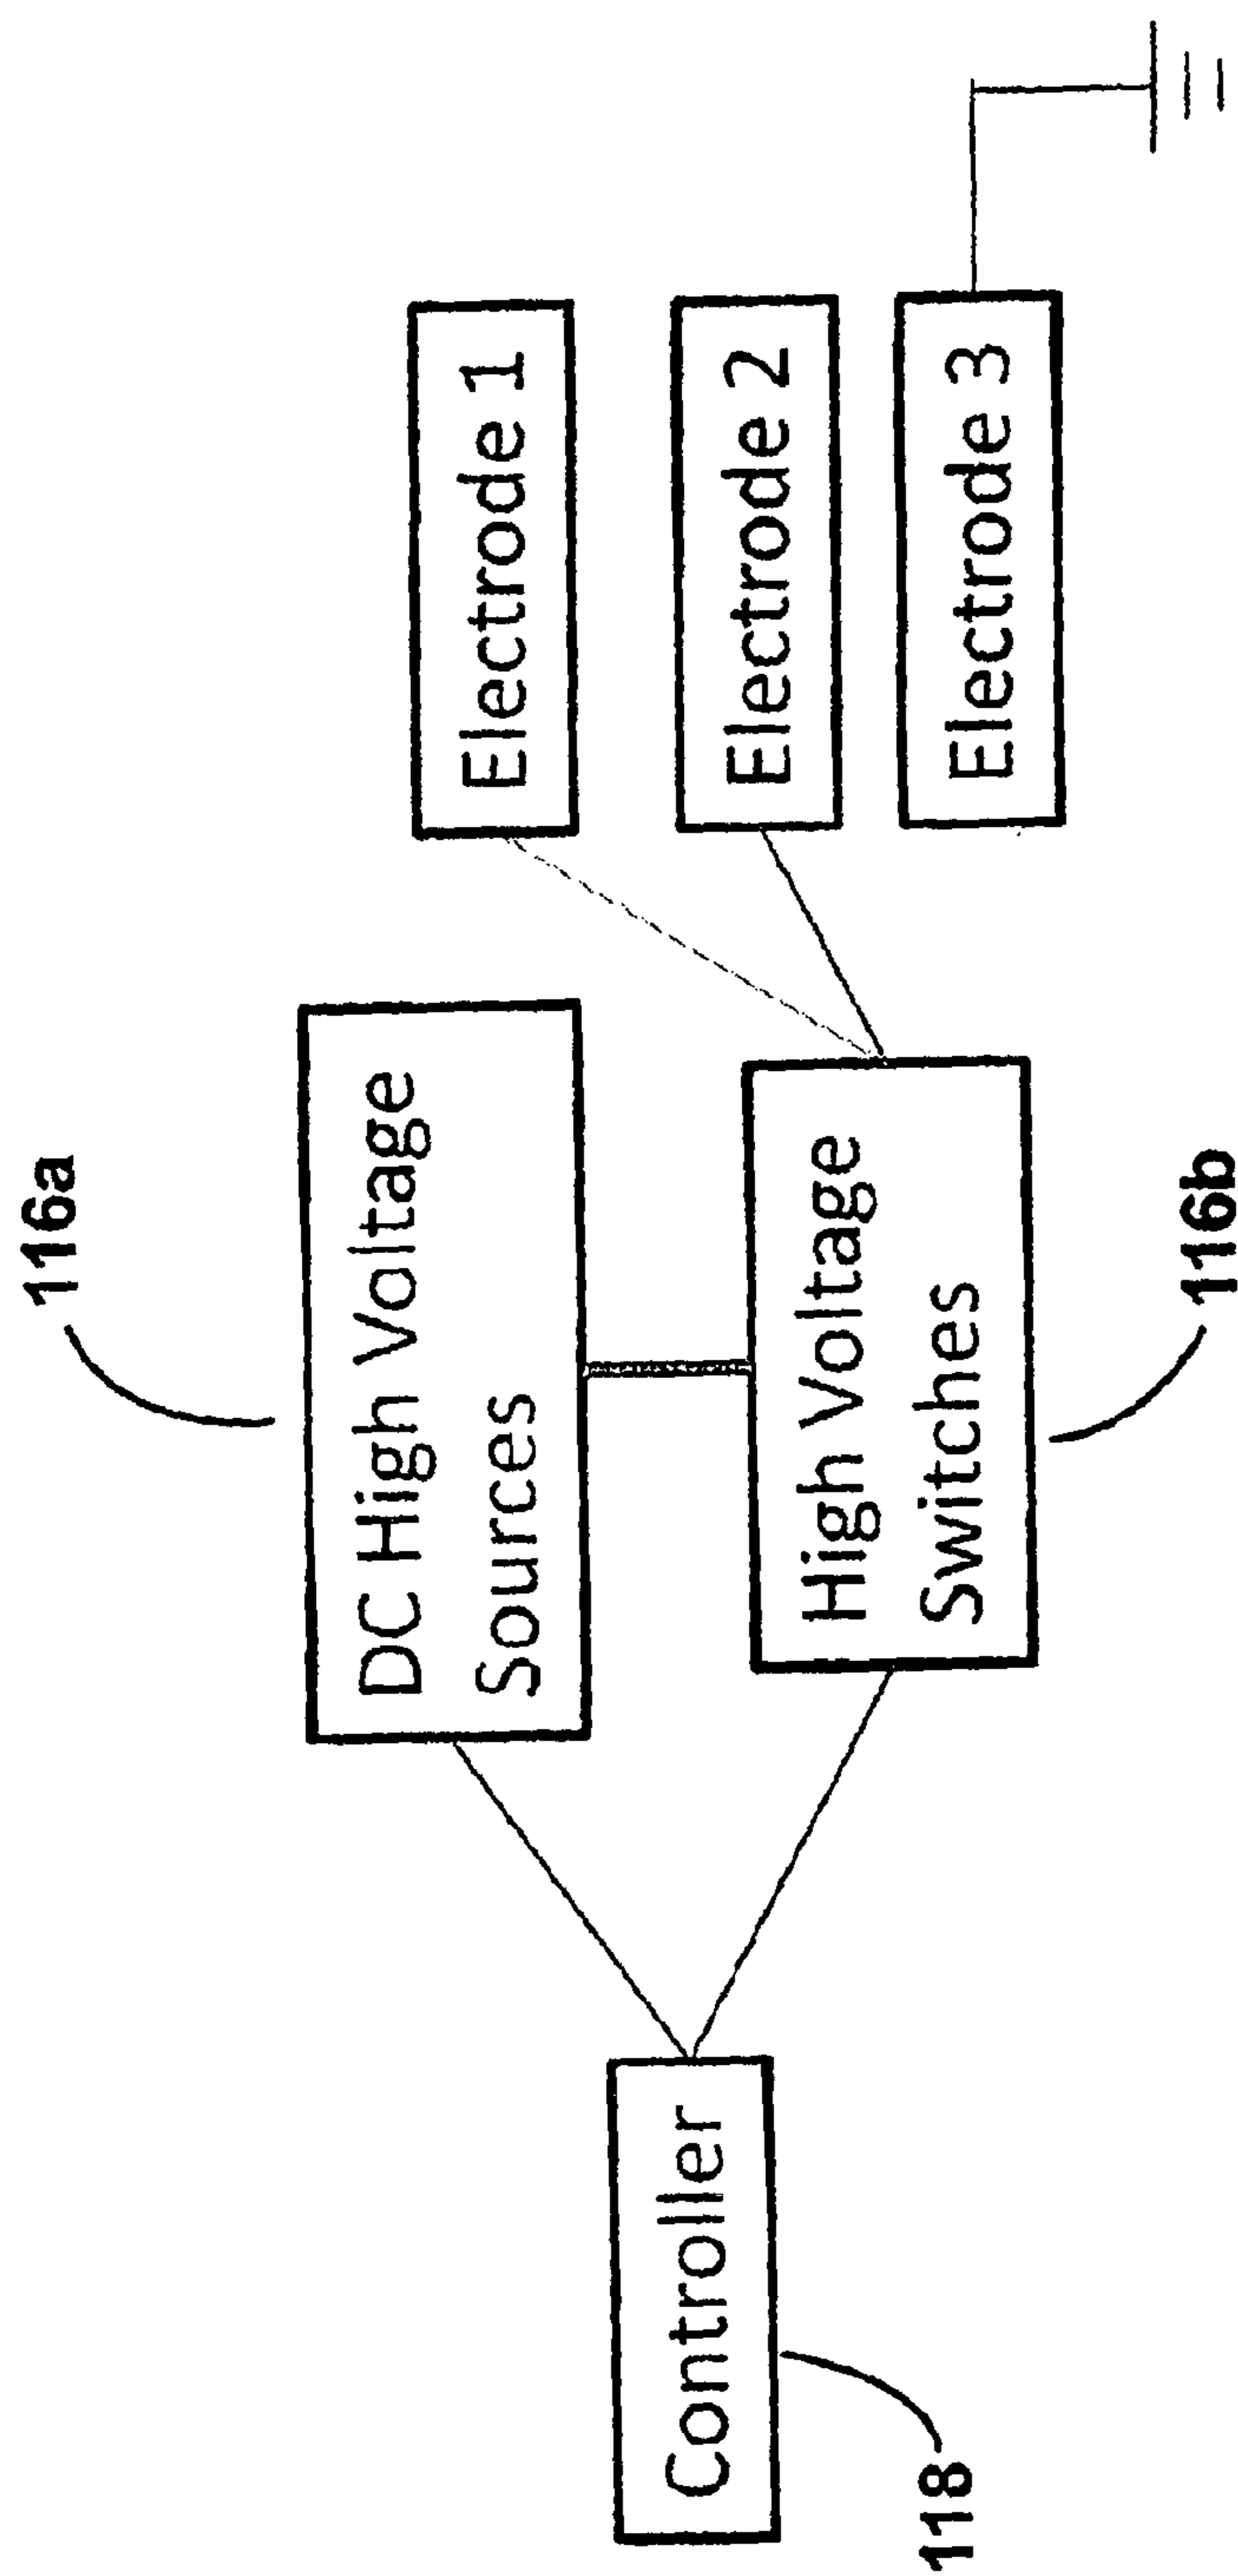 116a
DC High Voltage
Sources
Electrode 1
Controller
Electrode 2
High Voltage
Switches
Electrode 3
118
116b